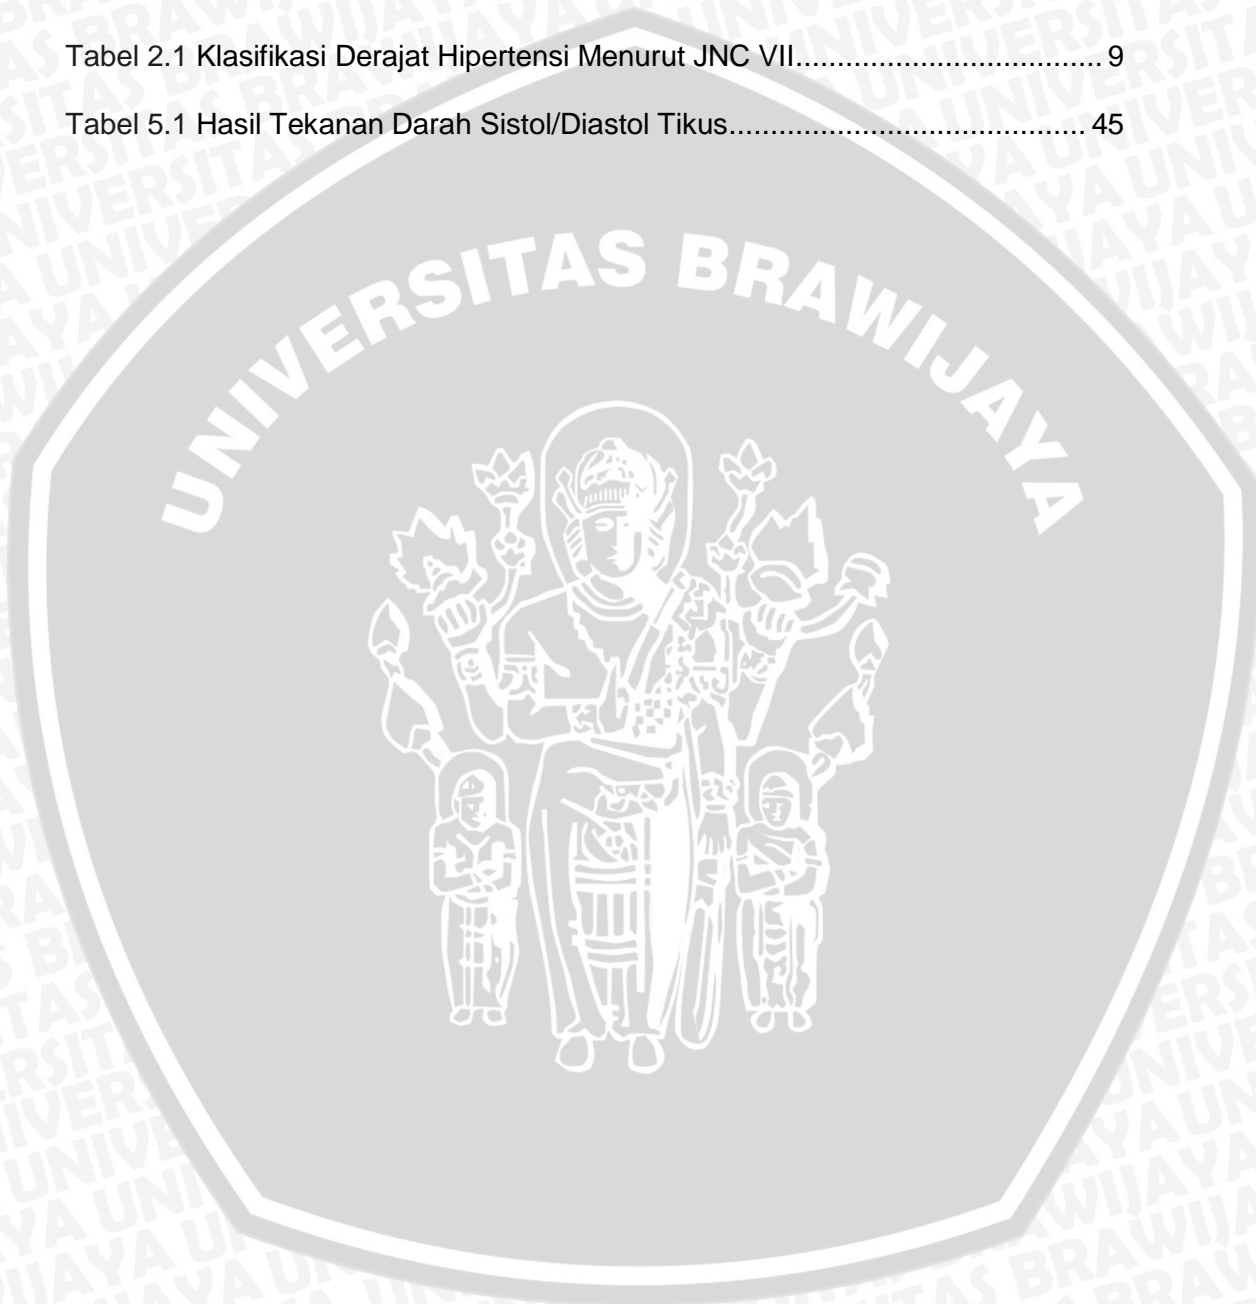 Tabel 2.1 Klasifikasi Derajat Hipertensi Menurut JNC VII.................................. 9
Tabel 5.1 Hasil Tekanan Darah Sistol/Diastol Tikus........................................ 45
UNIVERSITAS BRAWIJAYA